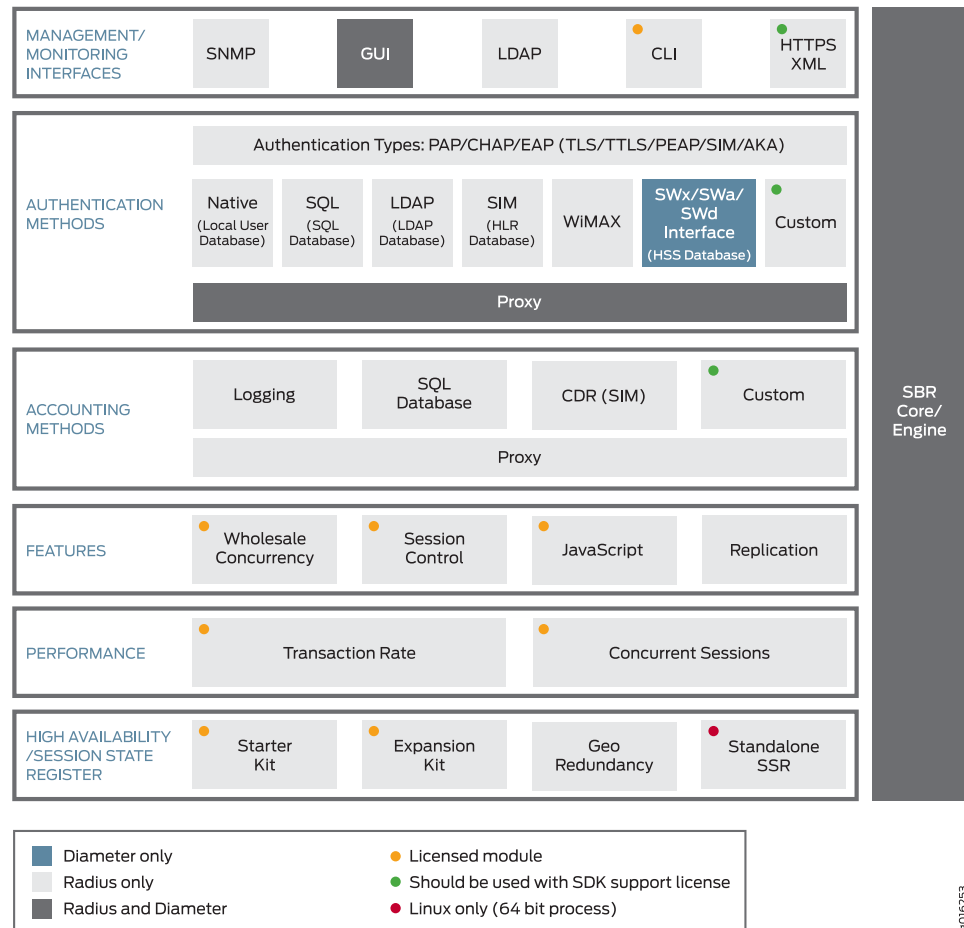 MANAGEMENT/
MONITORING
INTERFACES
SNMP
GUI
LDAP
CLI
HTTPS
XML
AUTHENTICATION
METHODS
Authentication Types: PAP/CHAP/EAP (TLS/TTLS/PEAP/SIM/AKA)
Native
(Local User
Database)
SQL
(SQL
Database)
LDAP
(LDAP
Database)
SIM
(HLR
Database)
WiMAX
SWx/SWa/
SWd
Interface
(HSS Database)
Custom
Proxy
ACCOUNTING
METHODS
Logging
SQL
Database
CDR (SIM)
Custom
Proxy
FEATURES
Wholesale
Concurrency
Session
Control
JavaScript
Replication
PERFORMANCE
Transaction Rate
Concurrent Sessions
HIGH AVAILABILITY
/SESSION STATE
REGISTER
Starter
Kit
Expansion
Kit
Geo
Redundancy
Standalone
SSR
SBR
Core/
Engine
Diameter only
Radius only
Radius and Diameter
Licensed module
Should be used with SDK support license
Linux only (64 bit process)
g016253